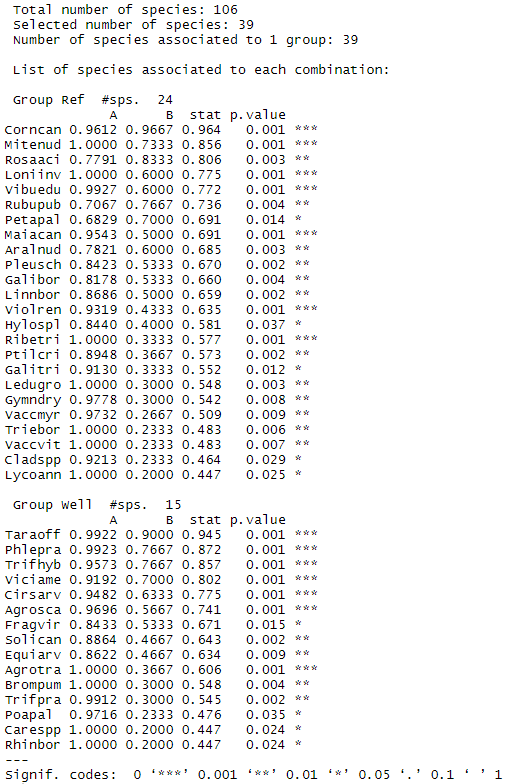 Total number of species: 106
Selected number of species: 39
Number of species associated to 1 group: 39
List of species associated to each combination:
Group Ref #sps. 24
A B stat p.value
Corncan 0.9612 0.9667 0.964 0.001 ***
Mitenud 1.0000 0.7333 0.856 0.001 ***
Rosaaci 0.7791 0.8333 0.806 0.003 **
Loniinv 1.0000 0.6000 0.775 0.001 ***
Vibuedu 0.9927 0.6000 0.772 0.001 ***
Rubupub 0.7067 0.7667 0.736 0.004 **
Petapal 0.6829 0.7000 0.691 0.014 *
Maiacan 0.9543 0.5000 0.691 0.001 ***
Aralnud 0.7821 0.6000 0.685 0.003 **
Pleusch 0.8423 0.5333 0.670 0.002 **
Galibor 0.8178 0.5333 0.660 0.004 **
Linnbor 0.8686 0.5000 0.659 0.002 **
Violren 0.9319 0.4333 0.635 0.001 ***
Hylospl 0.8440 0.4000 0.581 0.037 *
Ribetri 1.0000 0.3333 0.577 0.001 ***
Ptilcri 0.8948 0.3667 0.573 0.002 **
Galitri 0.9130 0.3333 0.552 0.012 *
Ledugro 1.0000 0.3000 0.548 0.003 **
Gymndry 0.9778 0.3000 0.542 0.008 **
Vaccmyr 0.9732 0.2667 0.509 0.009 **
Triebor 1.0000 0.2333 0.483 0.006 **
Vaccvit 1.0000 0.2333 0.483 0.007 **
Cladspp 0.9213 0.2333 0.464 0.029 *
Lycoann 1.0000 0.2000 0.447 0.025 *
Group Well #sps. 15
A B stat p.value
Taraoff 0.9922 0.9000 0.945 0.001 ***
Phlepra 0.9923 0.7667 0.872 0.001 ***
Trifhyb 0.9573 0.7667 0.857 0.001 ***
Viciame 0.9192 0.7000 0.802 0.001 ***
Cirsarv 0.9482 0.6333 0.775 0.001 ***
Agrosca 0.9696 0.5667 0.741 0.001 ***
Fragvir 0.8433 0.5333 0.671 0.015 *
Solican 0.8864 0.4667 0.643 0.002 **
Equiarv 0.8622 0.4667 0.634 0.009 **
Agrotra 1.0000 0.3667 0.606 0.001 ***
Brompum 1.0000 0.3000 0.548 0.004 **
Trifpra 0.9912 0.3000 0.545 0.002 **
Poapal 0.9716 0.2333 0.476 0.035 *
Carespp 1.0000 0.2000 0.447 0.024 *
Rhinbor 1.0000 0.2000 0.447 0.024 *
---
Signif. codes: 0 ‘***’ 0.001 ‘**’ 0.01 ‘*’ 0.05 ‘.’ 0.1 ‘ ’ 1